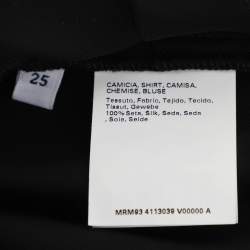 25
CAMICIA, SHIRT, CAMISA,
CHEMISE, BLUSE
Tessuto, Fabric, Tejido, Tecido,
Tissut, Gewebe
100% Seta, Silk, Seda, Seda
, Soie, Seide
MRM93 4113039 V00000 A